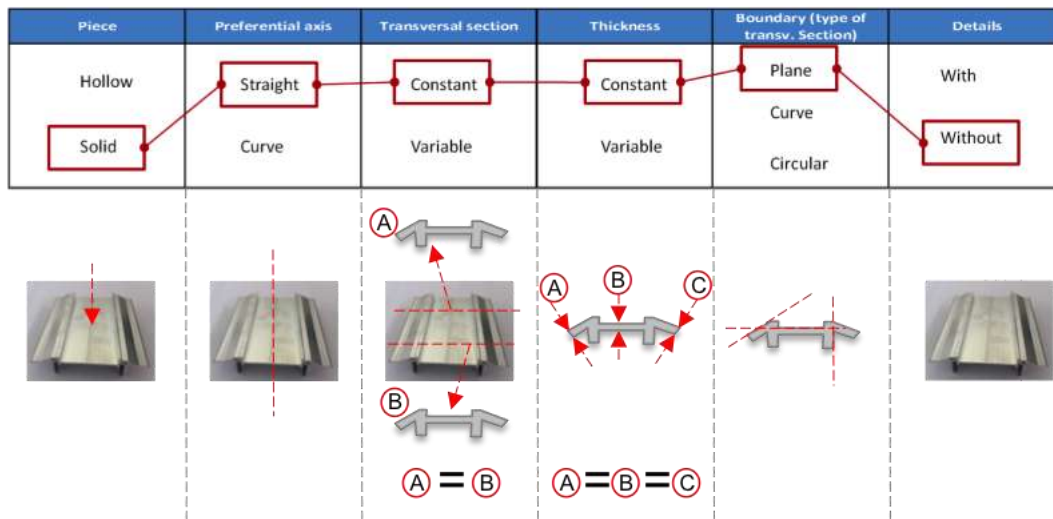 Piece
Preferential axis
Transversal section
Thickness
Boundary (type of
transv. Section)
Details
Hollow
Straight
Constant
Constant
Plane
With
Curve
Solid
Curve
Variable
Variable
Without
Circular
A
B
A
B
C
A = B
A = B = C